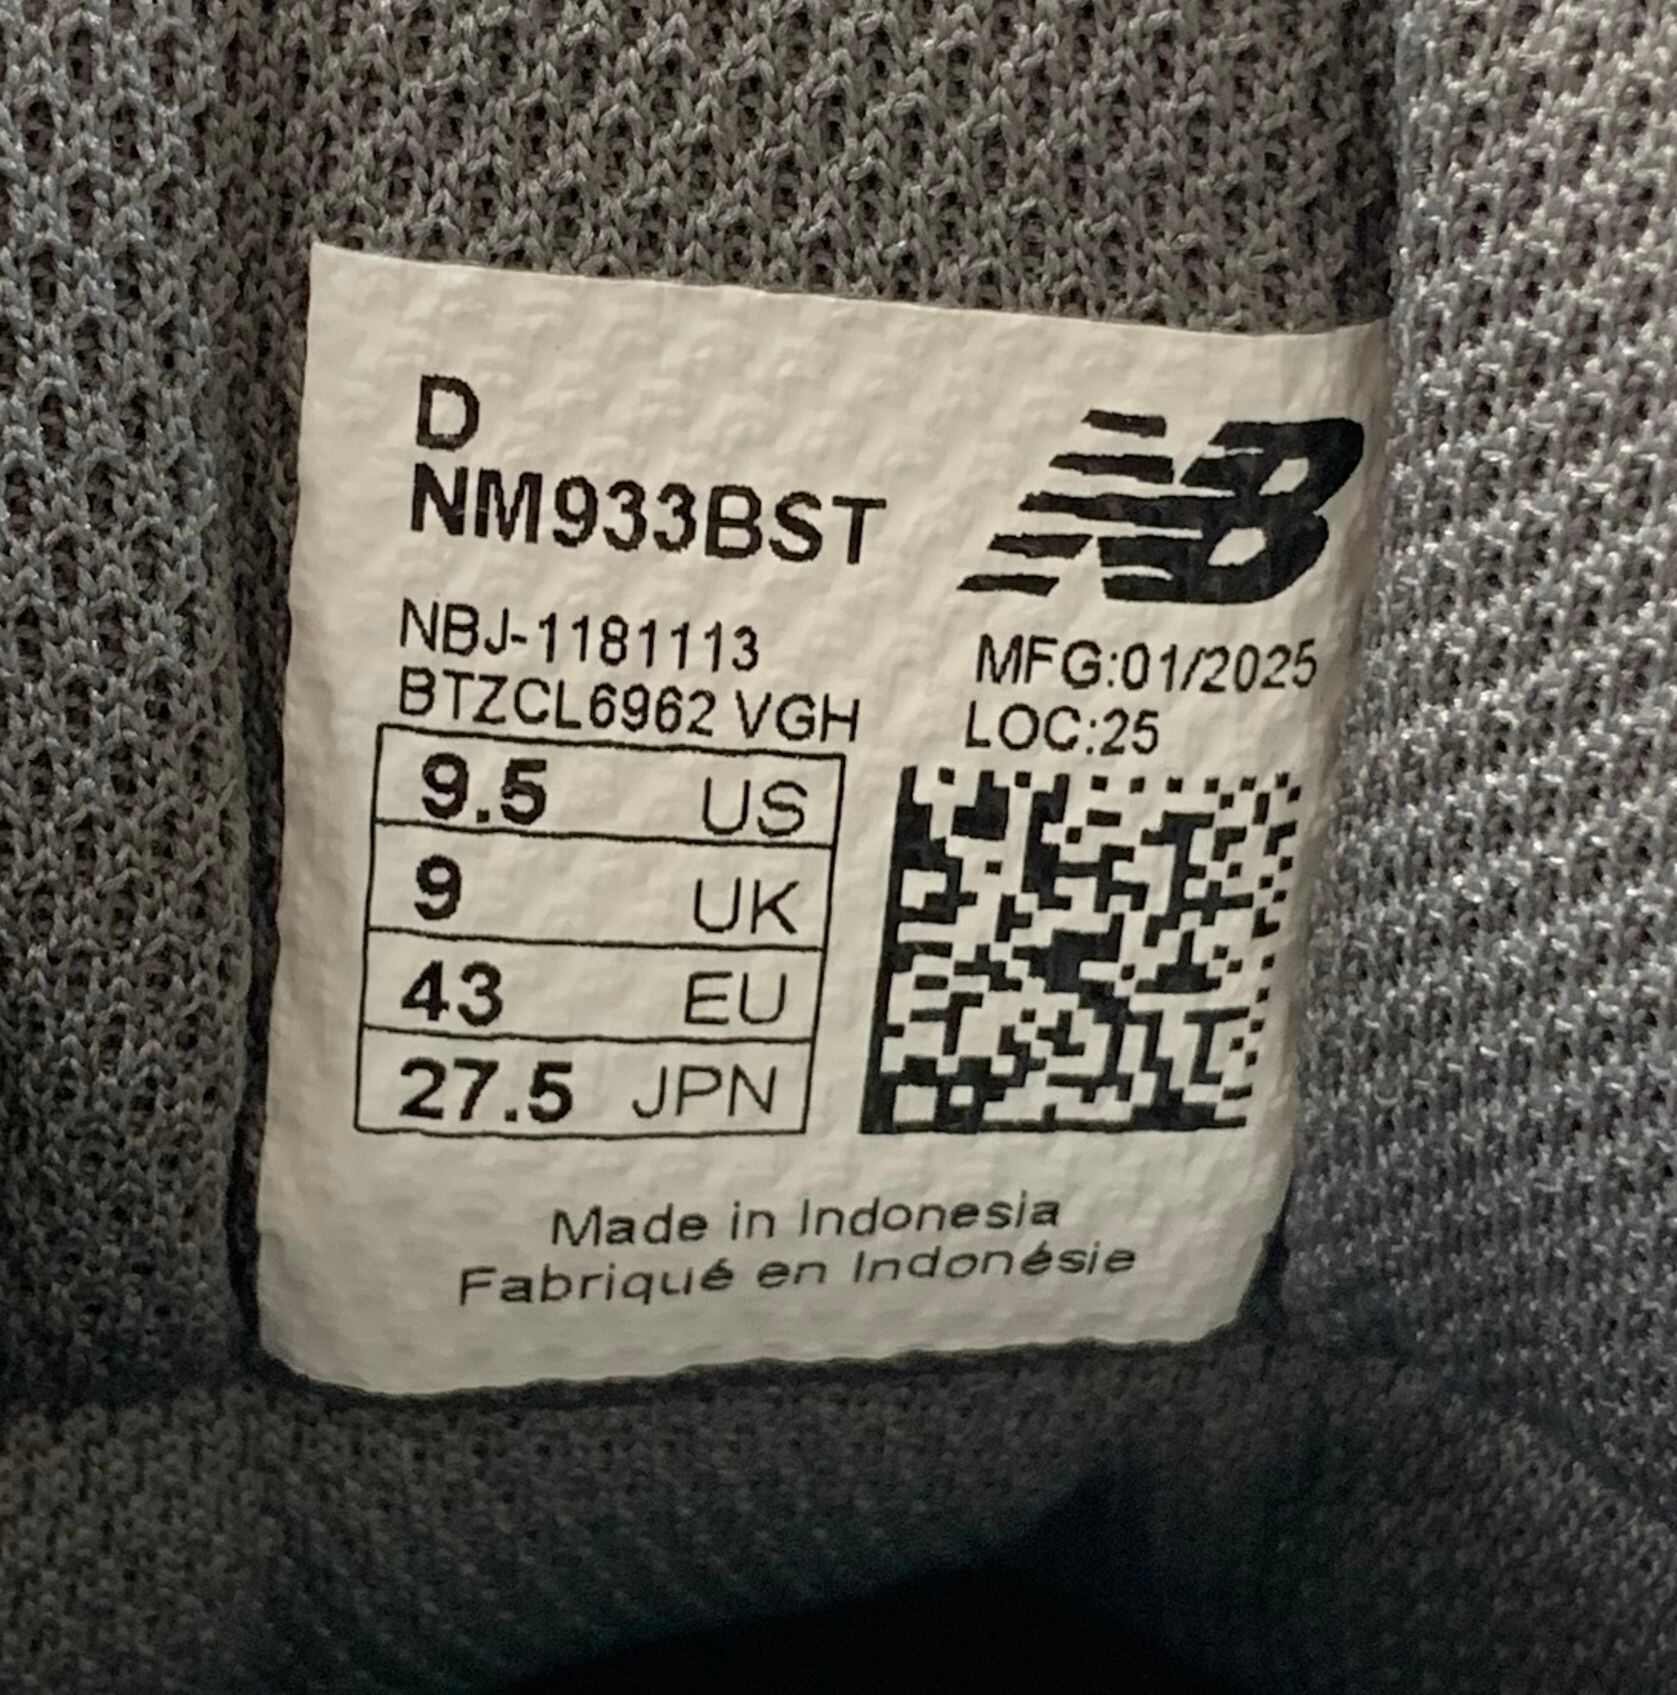 D
NM933BST
NB
NBJ-1181113
BTZCL6962 VGH
MFG:01/2025
LOC:25
9.5 US
9 UK
43 EU
27.5 JPN
Made in Indonesia
Fabriqué en Indonésie